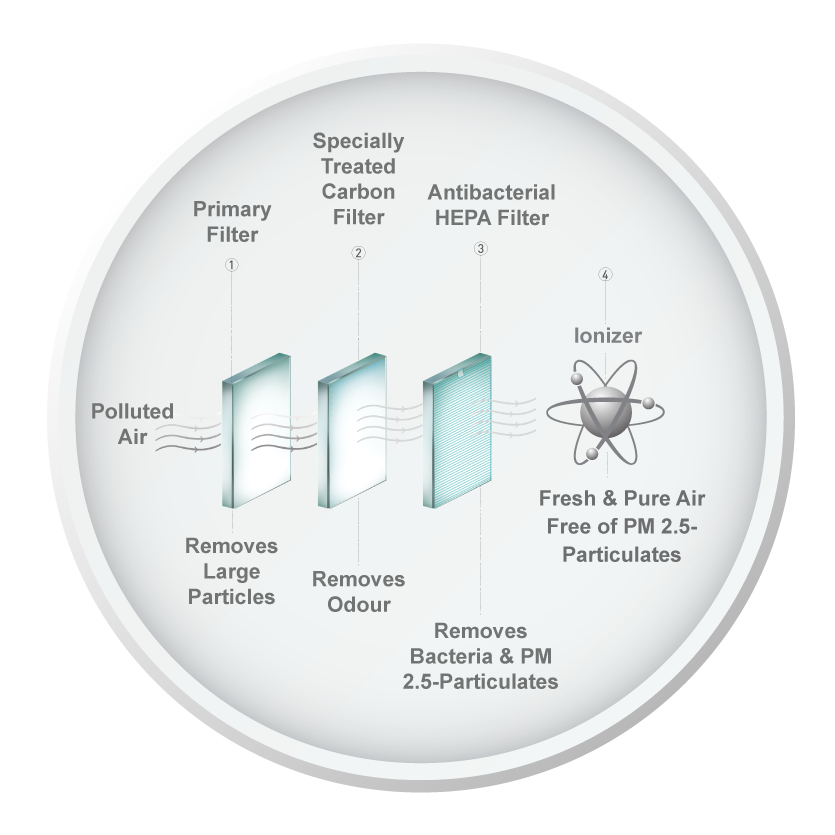 Specially
Treated
Carbon
Filter
Primary
Filter
Antibacterial
HEPA Filter
1
2
3
4
Ionizer
Polluted
Air
Fresh & Pure Air
Free of PM 2.5-
Particulates
Removes
Large
Particles
Removes
Odour
Removes
Bacteria & PM
2.5-Particulates